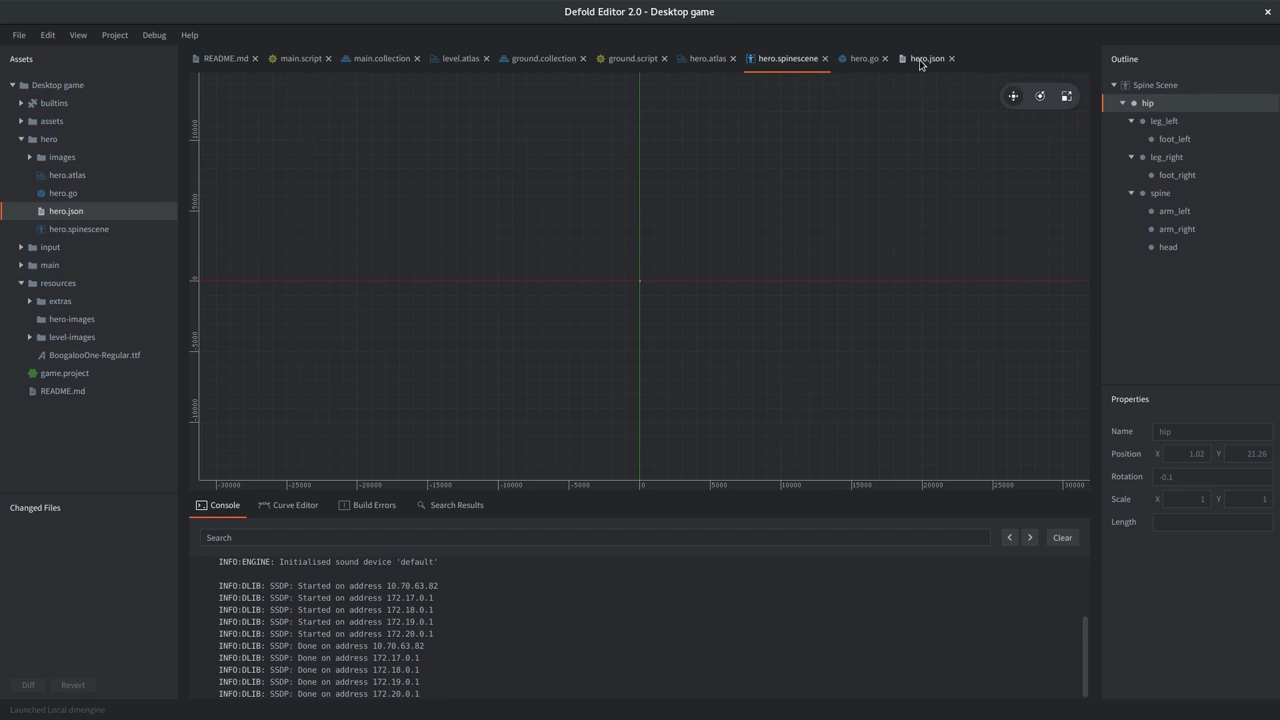 Defold Editor 2.0 - Desktop game
File Edit View Project Debug Help
Assets
Desktop game
builtins
assets
hero
images
hero.atlas
hero.go
hero.json
hero.spinescene
input
main
resources
extras
hero-images
level-images
BoogalooOne-Regular.ttf
game.project
README.md
Changed Files
Diff Revert
Launched Local dmengine
README.md main.script main.collection level.atlas ground.collection ground.script hero.atlas hero.spinescene hero.go hero.json
10000
5000
0
-5000
-10000
-30000 -25000 -20000 -15000 -10000 -5000 0 5000 10000 15000 20000 25000 30000
Console Curve Editor Build Errors Search Results
Search Clear
INFO:ENGINE: Initialised sound device 'default'
INFO:DLIB: SSDP: Started on address 10.70.63.82
INFO:DLIB: SSDP: Started on address 172.17.0.1
INFO:DLIB: SSDP: Started on address 172.18.0.1
INFO:DLIB: SSDP: Started on address 172.19.0.1
INFO:DLIB: SSDP: Started on address 172.20.0.1
INFO:DLIB: SSDP: Done on address 10.70.63.82
INFO:DLIB: SSDP: Done on address 172.17.0.1
INFO:DLIB: SSDP: Done on address 172.18.0.1
INFO:DLIB: SSDP: Done on address 172.19.0.1
INFO:DLIB: SSDP: Done on address 172.20.0.1
Outline
Spine Scene
hip
leg_left
foot_left
leg_right
foot_right
spine
arm_left
arm_right
head
Properties
Name hip
Position X 1.02 Y 21.26
Rotation -0.1
Scale X 1 Y 1
Length